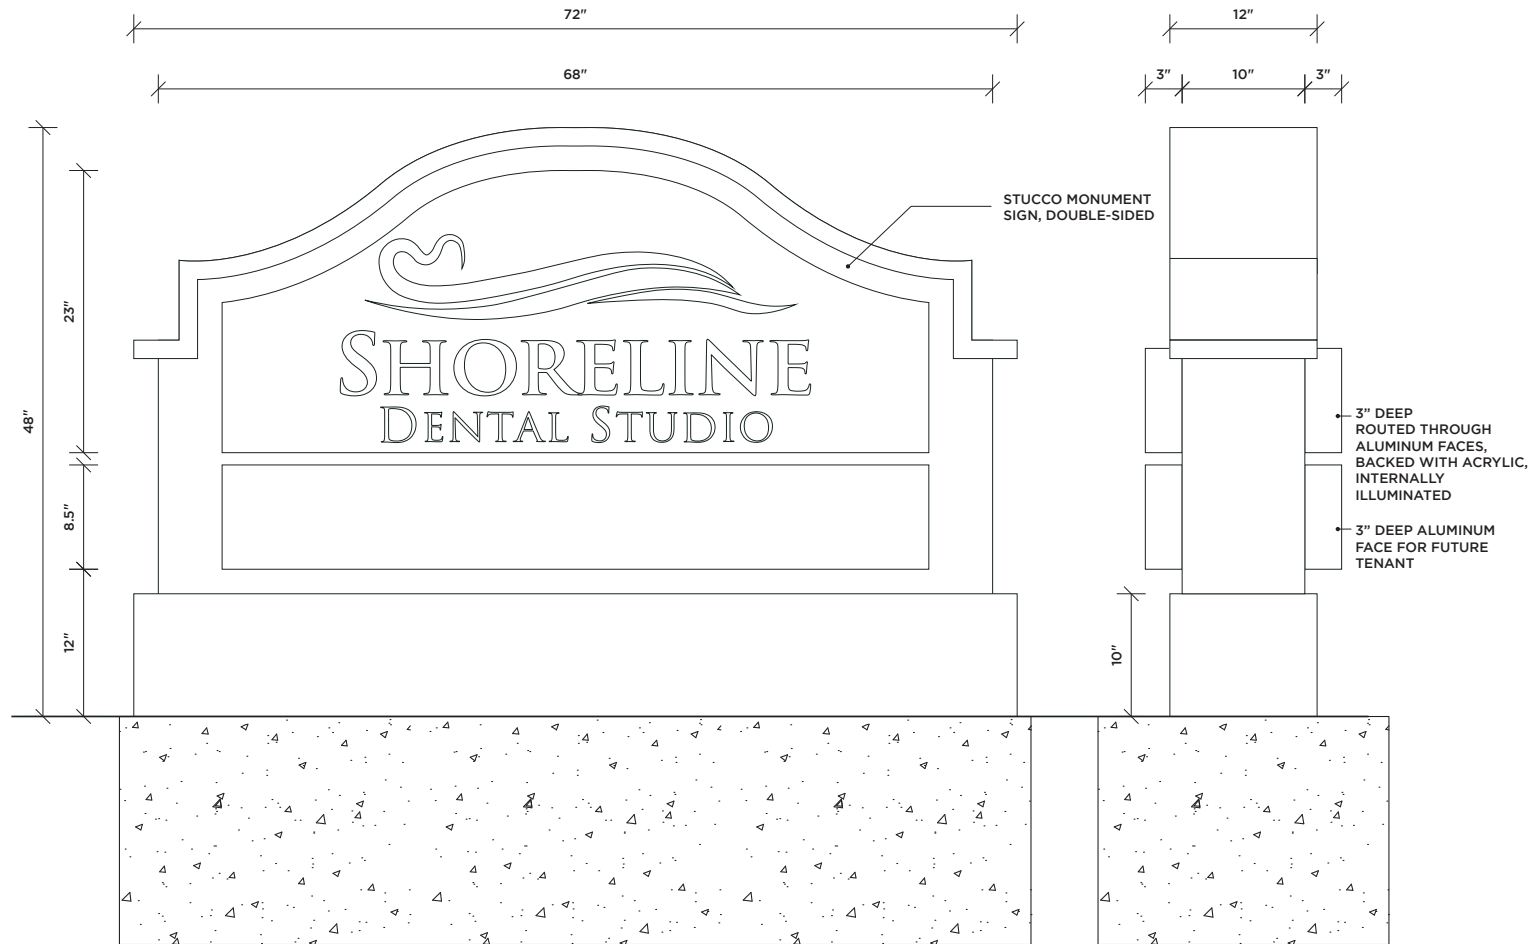 72"
12"
68"
3"
10"
3"
STUCCO MONUMENT
SIGN, DOUBLE-SIDED
23"
SHORELINE
DENTAL STUDIO
48"
3” DEEP
ROUTED THROUGH
ALUMINUM FACES,
BACKED WITH ACRYLIC,
INTERNALLY
ILLUMINATED
8.5"
3” DEEP ALUMINUM
FACE FOR FUTURE
TENANT
12"
10"